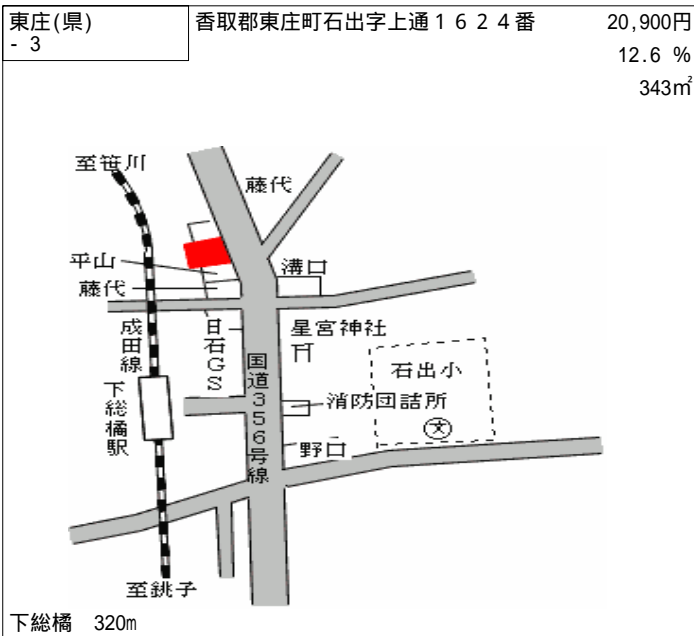 東庄(県)
- 3
香取郡東庄町石出字上通１６２４番
20,900円
12.6 %
343㎡
至笹川
藤代
平山
溝口
藤代
成田線
日石GS
星宮神社
石出小
国道356号線
下総橘駅
消防団詰所
文
野口
至銚子
下総橘 320m